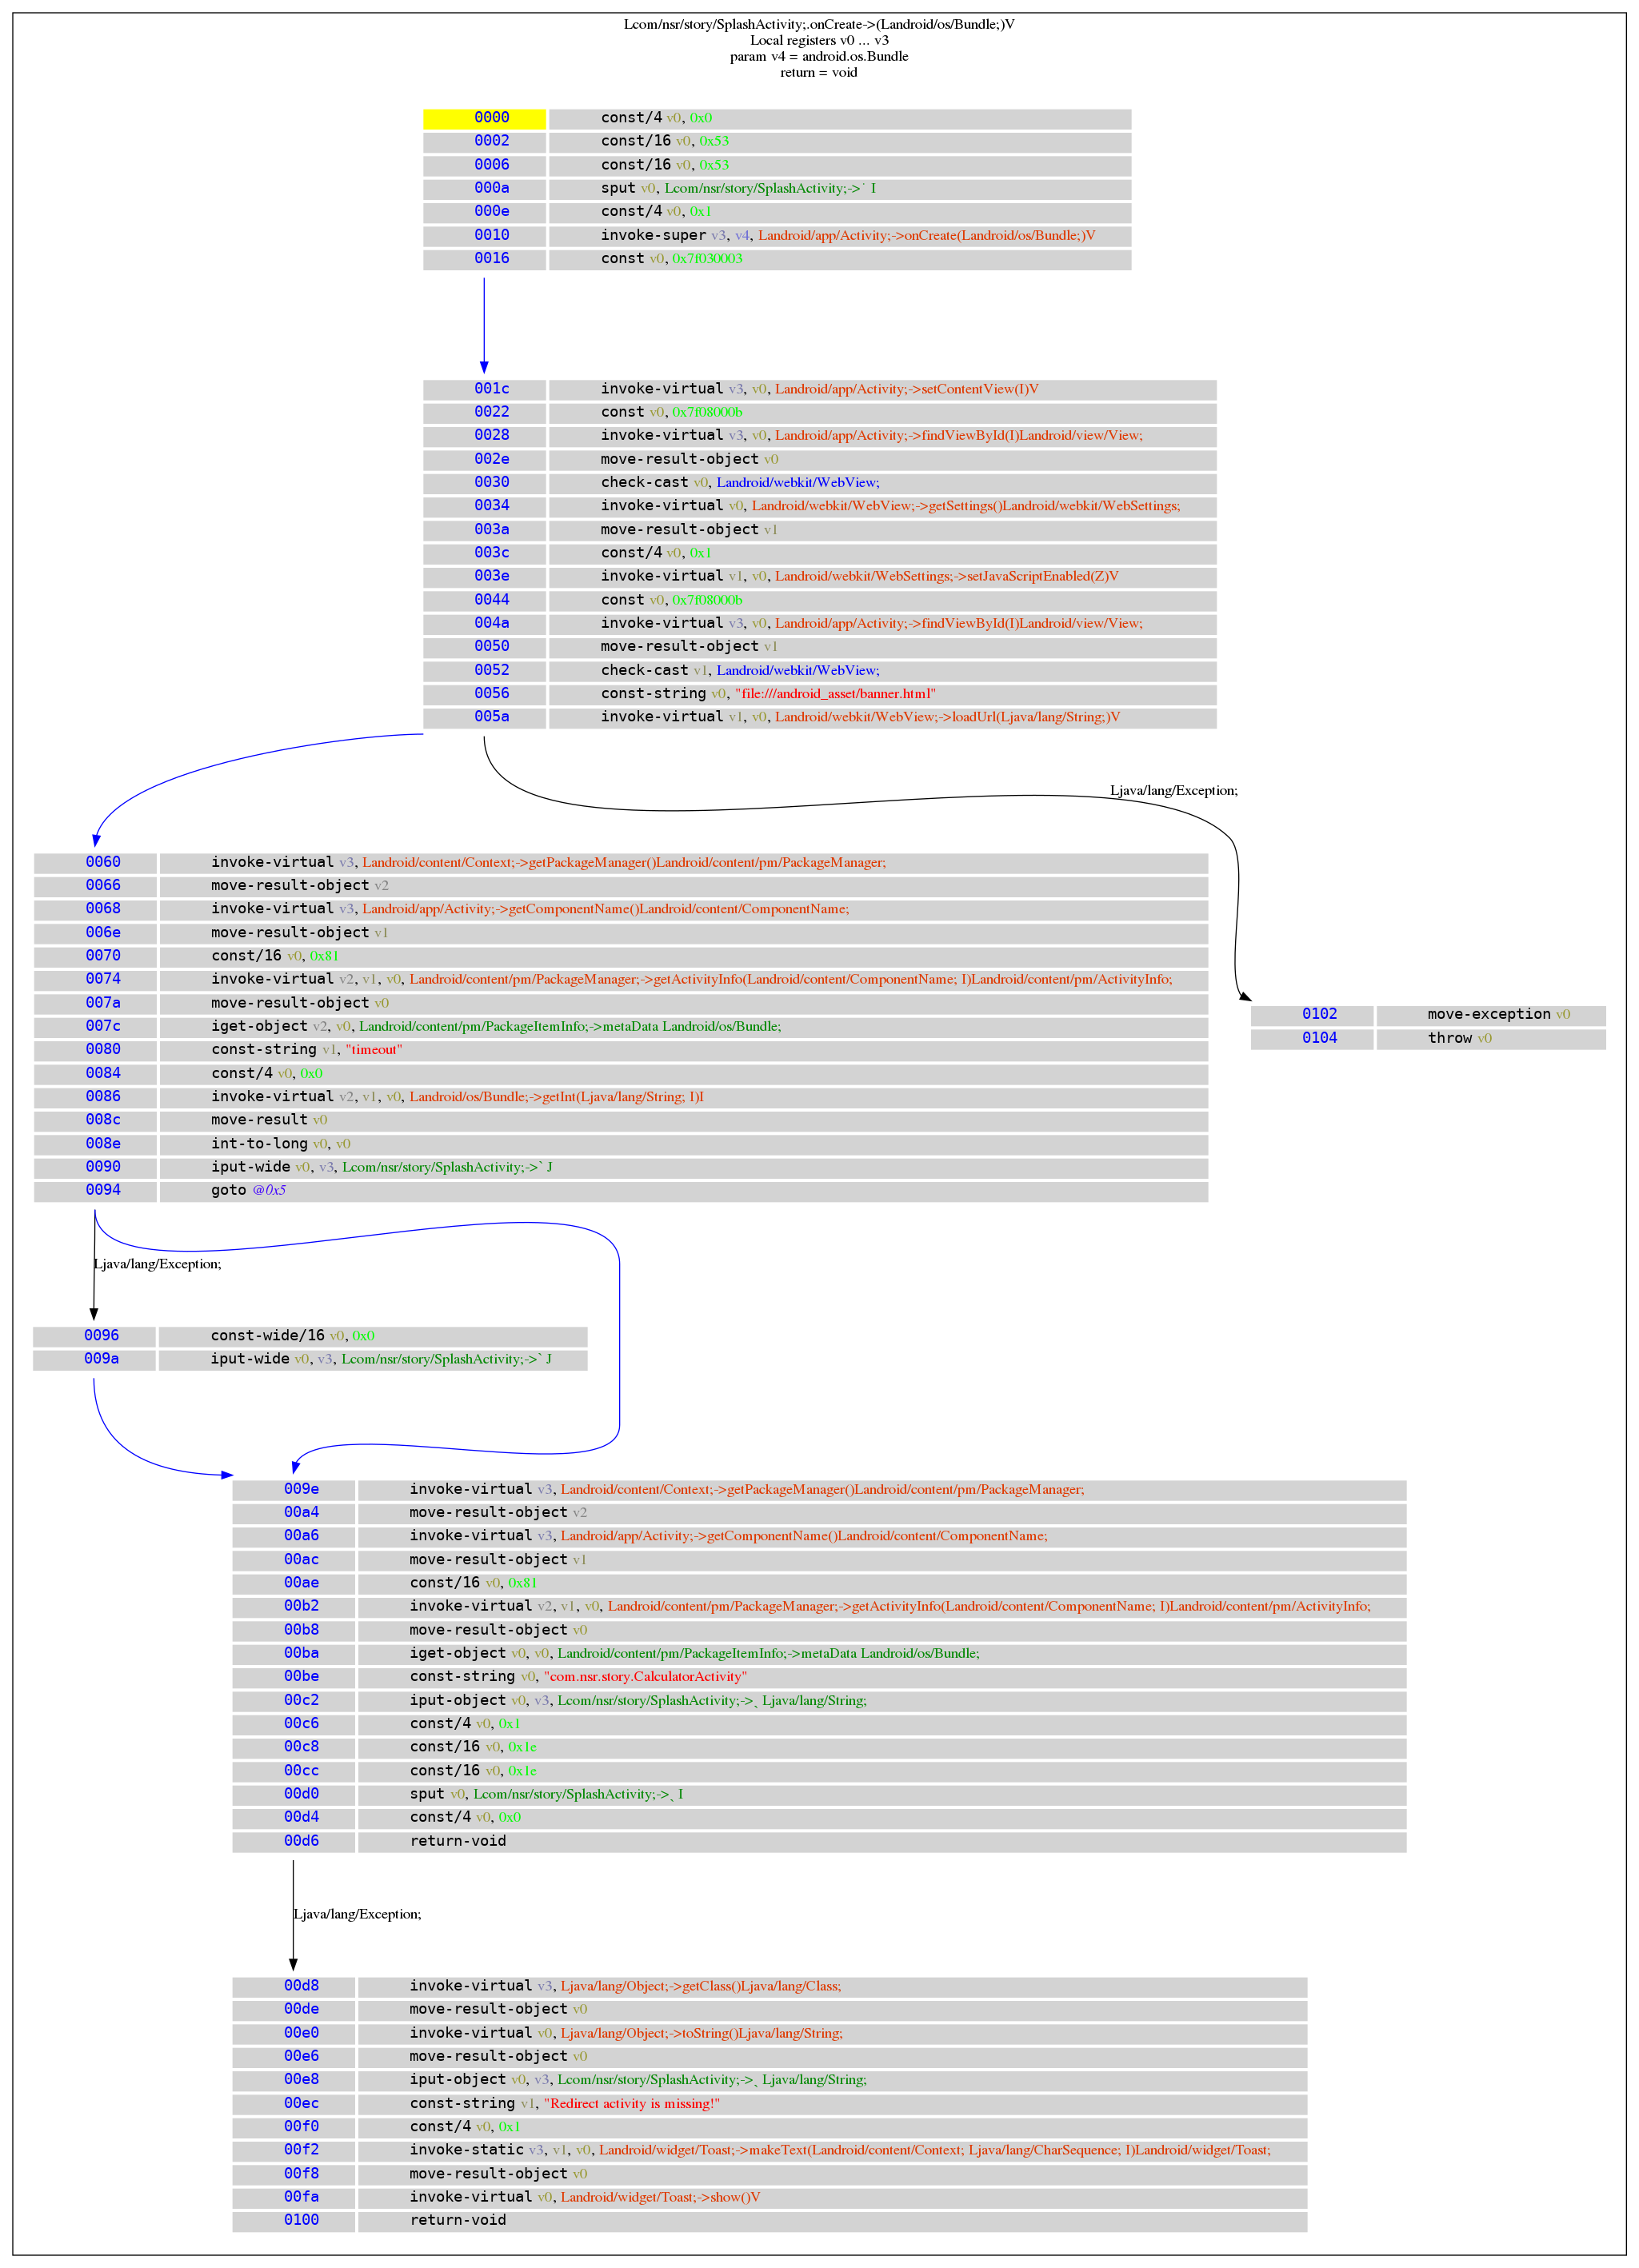 Lcom/nsr/story/SplashActivity;.onCreate->(Landroid/os/Bundle;)V
Local registers v0 ... v3
param v4 = android.os.Bundle
return = void
0000 const/4 v0, 0x0
0002 const/16 v0, 0x53
0006 const/16 v0, 0x53
000a sput v0, Lcom/nsr/story/SplashActivity;->˙ I
000e const/4 v0, 0x1
0010 invoke-super v3, v4, Landroid/app/Activity;->onCreate(Landroid/os/Bundle;)V
0016 const v0, 0x7f030003
001c invoke-virtual v3, v0, Landroid/app/Activity;->setContentView(I)V
0022 const v0, 0x7f08000b
0028 invoke-virtual v3, v0, Landroid/app/Activity;->findViewById(I)Landroid/view/View;
002e move-result-object v0
0030 check-cast v0, Landroid/webkit/WebView;
0034 invoke-virtual v0, Landroid/webkit/WebView;->getSettings()Landroid/webkit/WebSettings;
003a move-result-object v1
003c const/4 v0, 0x1
003e invoke-virtual v1, v0, Landroid/webkit/WebSettings;->setJavaScriptEnabled(Z)V
0044 const v0, 0x7f08000b
004a invoke-virtual v3, v0, Landroid/app/Activity;->findViewById(I)Landroid/view/View;
0050 move-result-object v1
0052 check-cast v1, Landroid/webkit/WebView;
0056 const-string v0, "file:///android_asset/banner.html"
005a invoke-virtual v1, v0, Landroid/webkit/WebView;->loadUrl(Ljava/lang/String;)V
Ljava/lang/Exception;
0060 invoke-virtual v3, Landroid/content/Context;->getPackageManager()Landroid/content/pm/PackageManager;
0066 move-result-object v2
0068 invoke-virtual v3, Landroid/app/Activity;->getComponentName()Landroid/content/ComponentName;
006e move-result-object v1
0070 const/16 v0, 0x81
0074 invoke-virtual v2, v1, v0, Landroid/content/pm/PackageManager;->getActivityInfo(Landroid/content/ComponentName; I)Landroid/content/pm/ActivityInfo;
007a move-result-object v0
007c iget-object v2, v0, Landroid/content/pm/PackageItemInfo;->metaData Landroid/os/Bundle;
0080 const-string v1, "timeout"
0084 const/4 v0, 0x0
0086 invoke-virtual v2, v1, v0, Landroid/os/Bundle;->getInt(Ljava/lang/String; I)I
008c move-result v0
008e int-to-long v0, v0
0090 iput-wide v0, v3, Lcom/nsr/story/SplashActivity;->` J
0094 goto @0x5
0102 move-exception v0
0104 throw v0
Ljava/lang/Exception;
0096 const-wide/16 v0, 0x0
009a iput-wide v0, v3, Lcom/nsr/story/SplashActivity;->` J
009e invoke-virtual v3, Landroid/content/Context;->getPackageManager()Landroid/content/pm/PackageManager;
00a4 move-result-object v2
00a6 invoke-virtual v3, Landroid/app/Activity;->getComponentName()Landroid/content/ComponentName;
00ac move-result-object v1
00ae const/16 v0, 0x81
00b2 invoke-virtual v2, v1, v0, Landroid/content/pm/PackageManager;->getActivityInfo(Landroid/content/ComponentName; I)Landroid/content/pm/ActivityInfo;
00b8 move-result-object v0
00ba iget-object v0, v0, Landroid/content/pm/PackageItemInfo;->metaData Landroid/os/Bundle;
00be const-string v0, "com.nsr.story.CalculatorActivity"
00c2 iput-object v0, v3, Lcom/nsr/story/SplashActivity;->ˎ Ljava/lang/String;
00c6 const/4 v0, 0x1
00c8 const/16 v0, 0x1e
00cc const/16 v0, 0x1e
00d0 sput v0, Lcom/nsr/story/SplashActivity;->ˎ I
00d4 const/4 v0, 0x0
00d6 return-void
Ljava/lang/Exception;
00d8 invoke-virtual v3, Ljava/lang/Object;->getClass()Ljava/lang/Class;
00de move-result-object v0
00e0 invoke-virtual v0, Ljava/lang/Object;->toString()Ljava/lang/String;
00e6 move-result-object v0
00e8 iput-object v0, v3, Lcom/nsr/story/SplashActivity;->ˎ Ljava/lang/String;
00ec const-string v1, "Redirect activity is missing!"
00f0 const/4 v0, 0x1
00f2 invoke-static v3, v1, v0, Landroid/widget/Toast;->makeText(Landroid/content/Context; Ljava/lang/CharSequence; I)Landroid/widget/Toast;
00f8 move-result-object v0
00fa invoke-virtual v0, Landroid/widget/Toast;->show()V
0100 return-void